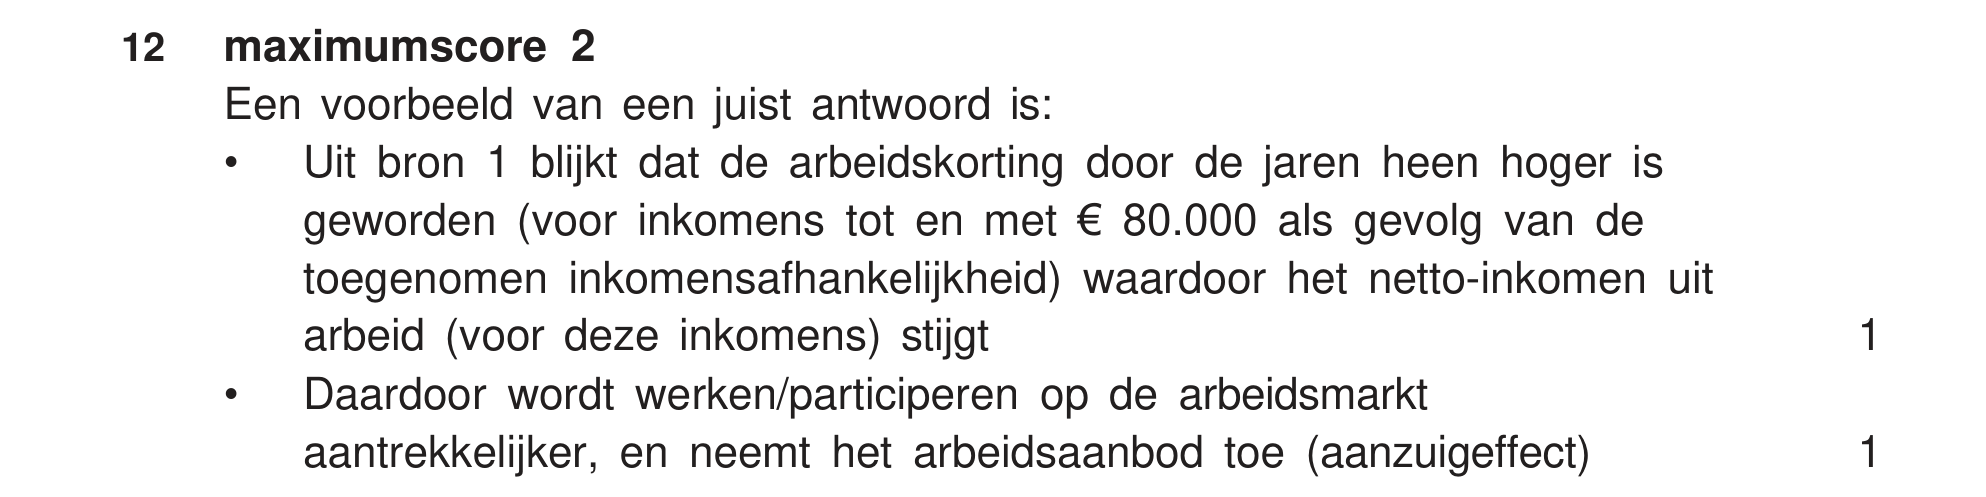 12 maximumscore 2
Een voorbeeld van een juist antwoord is:
• Uit bron 1 blijkt dat de arbeidskorting door de jaren heen hoger is
geworden (voor inkomens tot en met € 80.000 als gevolg van de
toegenomen inkomensafhankelijkheid) waardoor het netto-inkomen uit
arbeid (voor deze inkomens) stijgt 1
• Daardoor wordt werken/participeren op de arbeidsmarkt
aantrekkelijker, en neemt het arbeidsaanbod toe (aanzuigeffect) 1